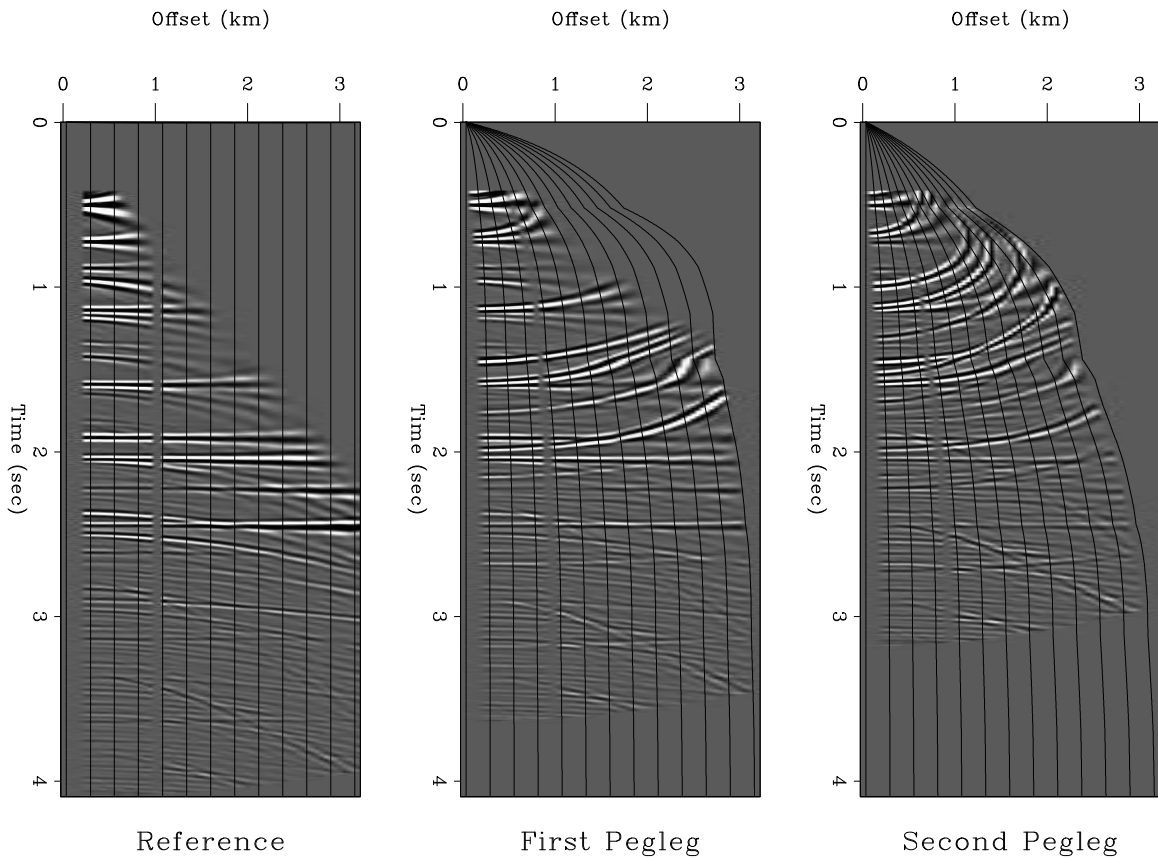 Offset (km) Offset (km) Offset (km)
0 1 2 3 0 1 2 3 0 1 2 3
0 0 0
1 1 1
Time (sec) Time (sec) Time (sec)
2 2 2
3 3 3
4 4 4
Reference First Pegleg Second Pegleg